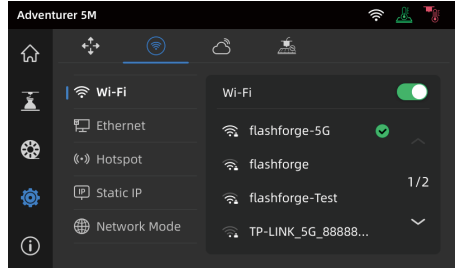 Adventurer 5M
Wi-Fi
Ethernet
Hotspot
IP Static IP
Network Mode
Wi-Fi
flashforge-5G
flashforge
flashforge-Test
TP-LINK_5G_88888...
1/2